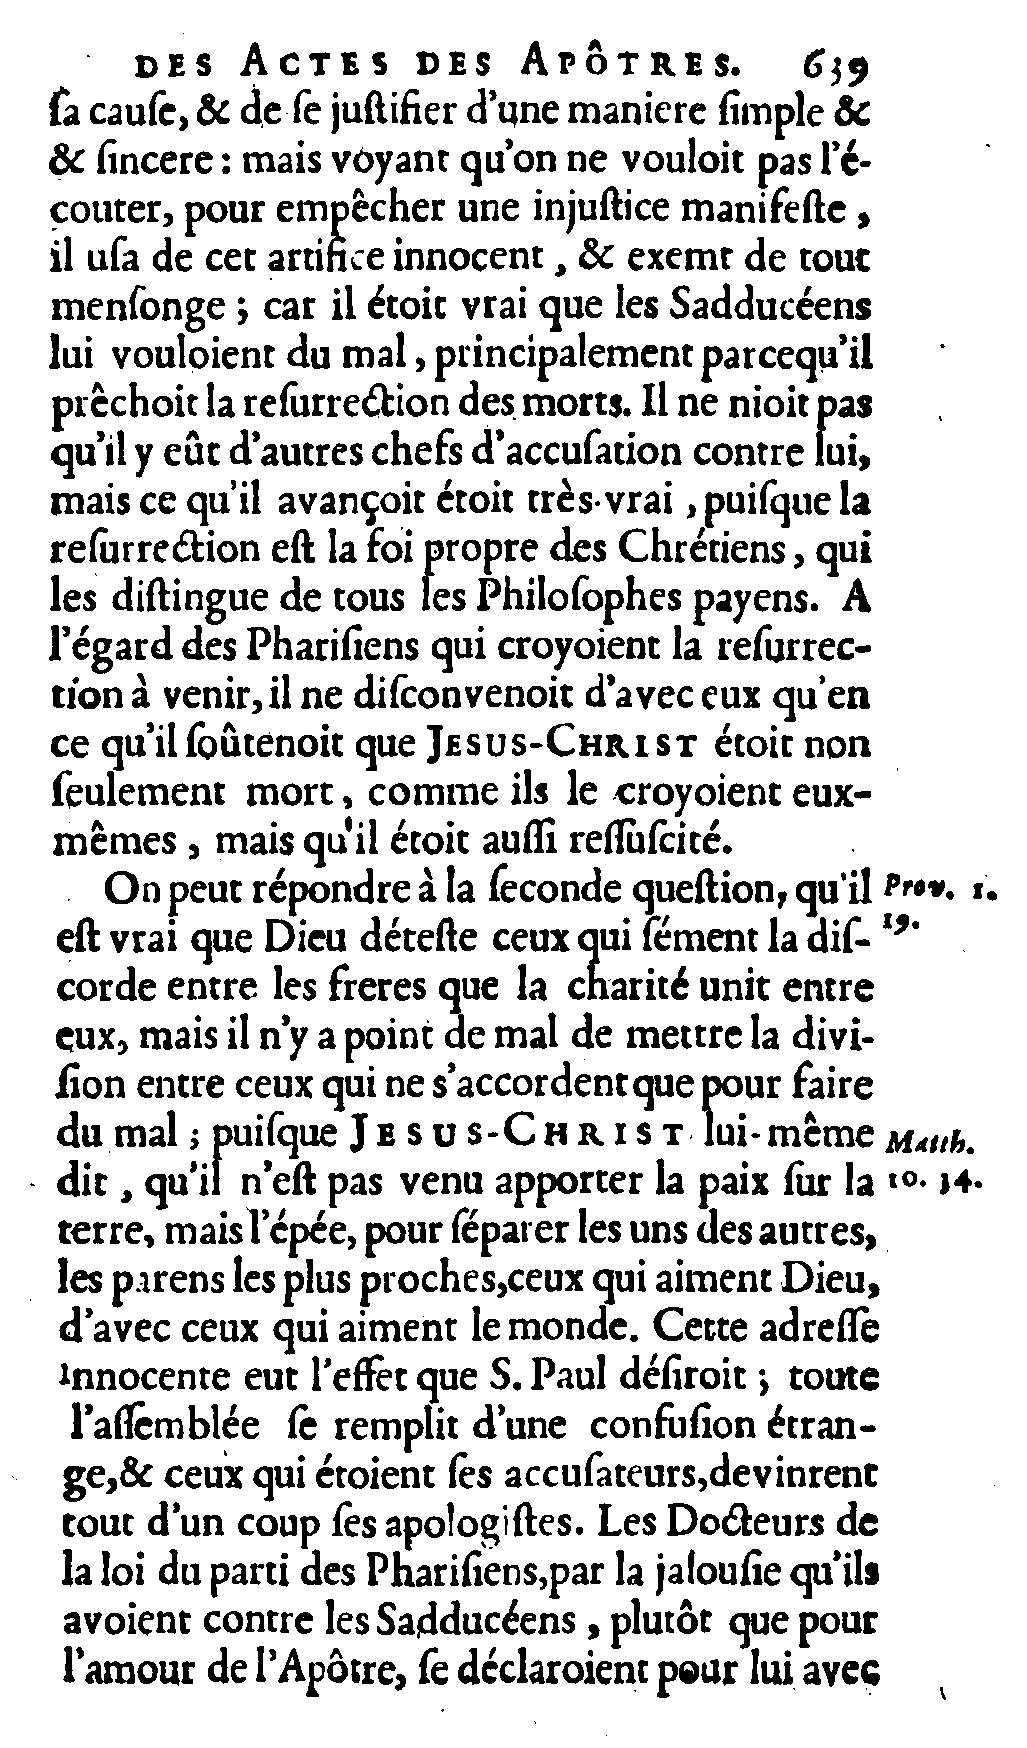 DES ACTES DES APÔTRES. 639
ſa cauſe, & de ſe juſtifier d'une maniere ſimple &
& ſincere : mais voyant qu'on ne vouloit pas l'é-
couter, pour empêcher une injuſtice manifeſte,
il uſa de cet artifice innocent, & exemt de tout
menſonge ; car il étoit vrai que les Sadducéens
lui vouloient du mal, principalement parcequ'il
prêchoit la reſurrection des morts. Il ne nioit pas
qu'il y eût d'autres chefs d'accuſation contre lui,
mais ce qu'il avançoit étoit très-vrai, puiſque la
reſurrection eſt la foi propre des Chrétiens, qui
les diſtingue de tous les Philoſophes payens. A
l'égard des Phariſiens qui croyoient la reſurrec-
tion à venir, il ne diſconvenoit d'avec eux qu'en
ce qu'il ſoûtenoit que JESUS-CHRIST étoit non
ſeulement mort, comme ils le croyoient eux-
mêmes, mais qu'il étoit auſſi reſſuſcité.
On peut répondre à la ſeconde queſtion, qu'il Prov. 1.
eſt vrai que Dieu déteſte ceux qui ſément la diſ- 19.
corde entre les freres que la charité unit entre
eux, mais il n'y a point de mal de mettre la divi-
ſion entre ceux qui ne s'accordent que pour faire
du mal ; puiſque JESUS-CHRIST lui-même Matth.
dit, qu'il n'eſt pas venu apporter la paix ſur la 10. 34.
terre, mais l'épée, pour ſéparer les uns des autres,
les parens les plus proches, ceux qui aiment Dieu,
d'avec ceux qui aiment le monde. Cette adreſſe
innocente eut l'effet que S. Paul déſiroit ; toute
l'aſſemblée ſe remplit d'une confuſion étran-
ge, & ceux qui étoient ſes accuſateurs, devinrent
tout d'un coup ſes apologiſtes. Les Docteurs de
la loi du parti des Phariſiens, par la jalouſie qu'ils
avoient contre les Sadducéens, plutôt que pour
l'amour de l'Apôtre, ſe déclaroient pour lui avec